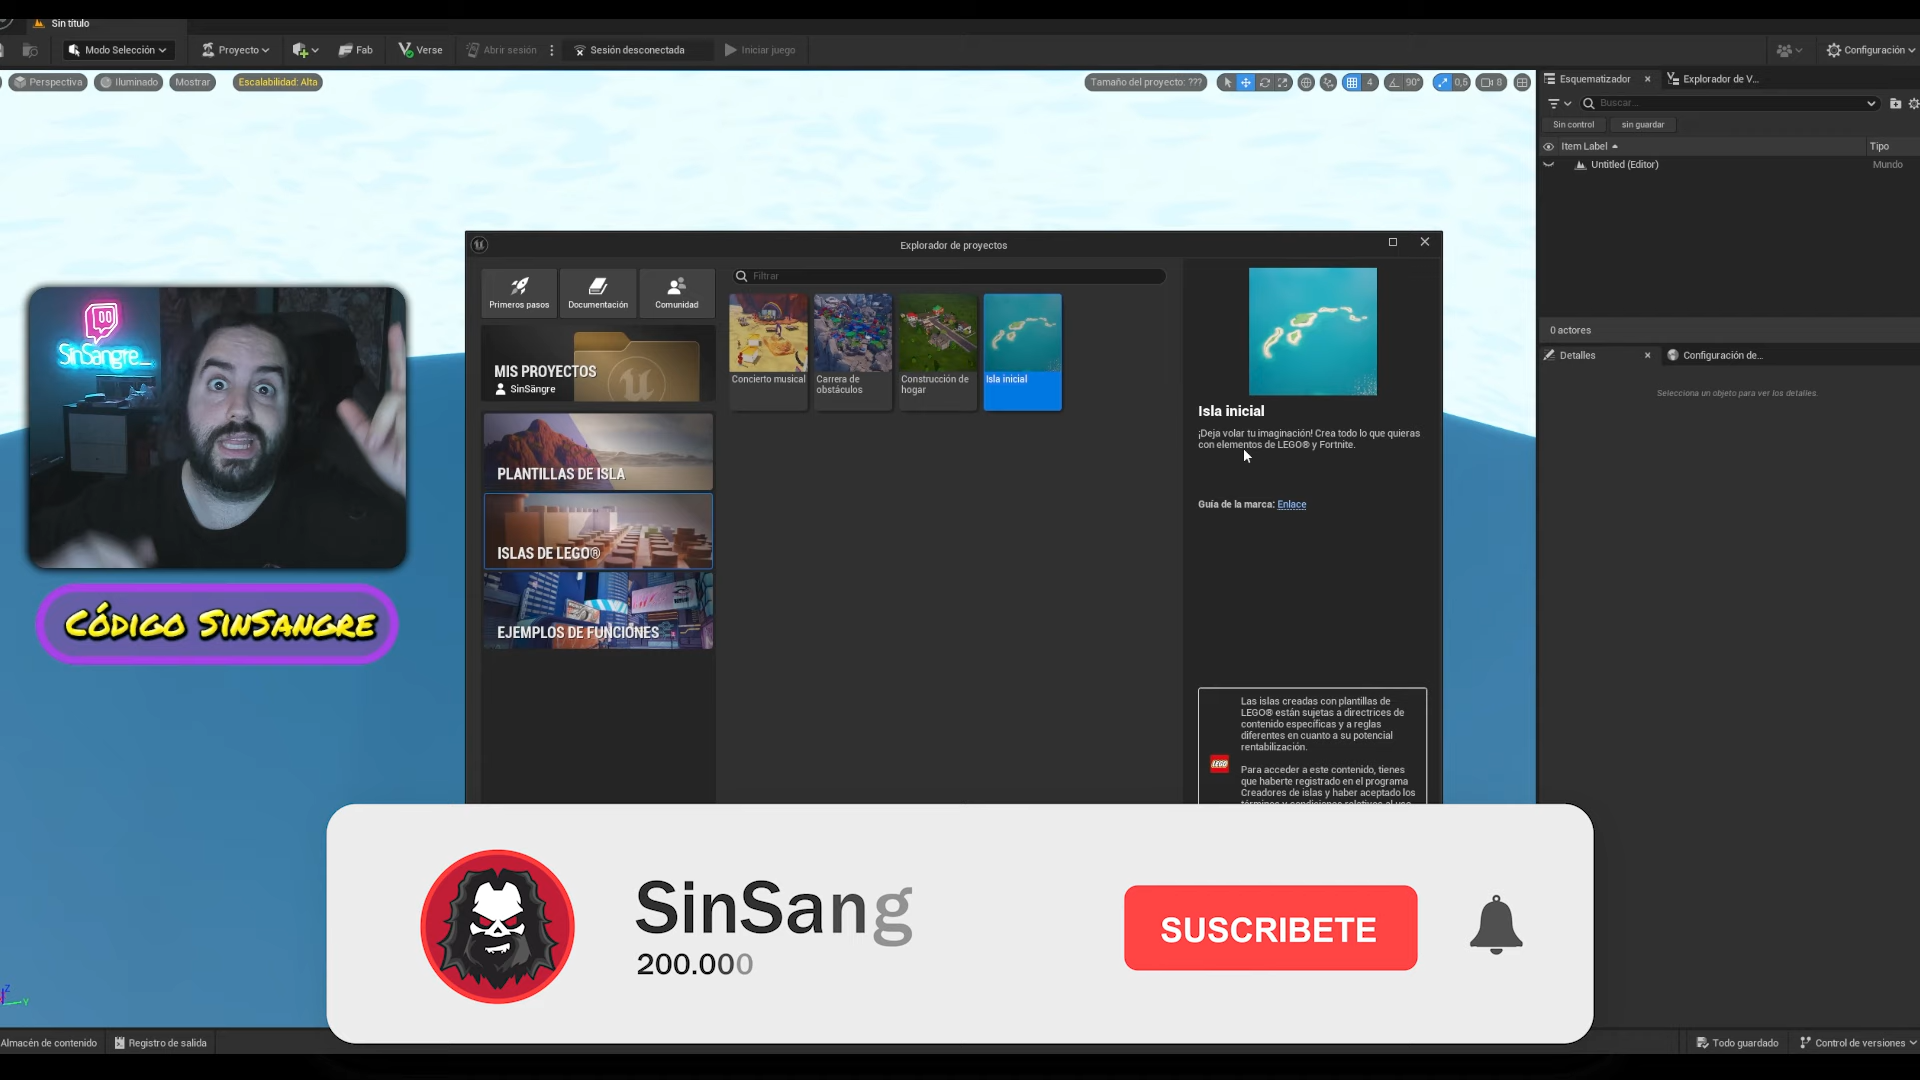 Sin título
Modo Selección
Proyecto
Fab
Verse
Abrir sesión
Sesión desconectada
Iniciar juego
Configuración
Perspectiva
Iluminado
Mostrar
Escalabilidad: Alta
Tamaño del proyecto: ???
4
90°
0,5
8
Esquematizador
Explorador de V...
Buscar...
Sin control
sin guardar
Item Label
Tipo
Untitled (Editor)
Mundo
0 actores
Detalles
Configuración de...
Selecciona un objeto para ver los detalles.
Explorador de proyectos
Primeros pasos
Documentación
Comunidad
Filtrar
MIS PROYECTOS
SinSängre
PLANTILLAS DE ISLA
ISLAS DE LEGO®
EJEMPLOS DE FUNCIONES
Concierto musical
Carrera de
obstáculos
Construcción de
hogar
Isla inicial
Isla inicial
¡Deja volar tu imaginación! Crea todo lo que quieras
con elementos de LEGO® y Fortnite.
Guía de la marca: Enlace
Las islas creadas con plantillas de
LEGO® están sujetas a directrices de
contenido específicas y a reglas
diferentes en cuanto a su potencial
rentabilización.
LEGO
Para acceder a este contenido, tienes
que haberte registrado en el programa
Creadores de islas y haber aceptado los
SinSangre
CÓDIGO SINSANGRE
SinSang
200.000
SUSCRIBETE
Almacén de contenido
Registro de salida
Todo guardado
Control de versiones
Z
Y